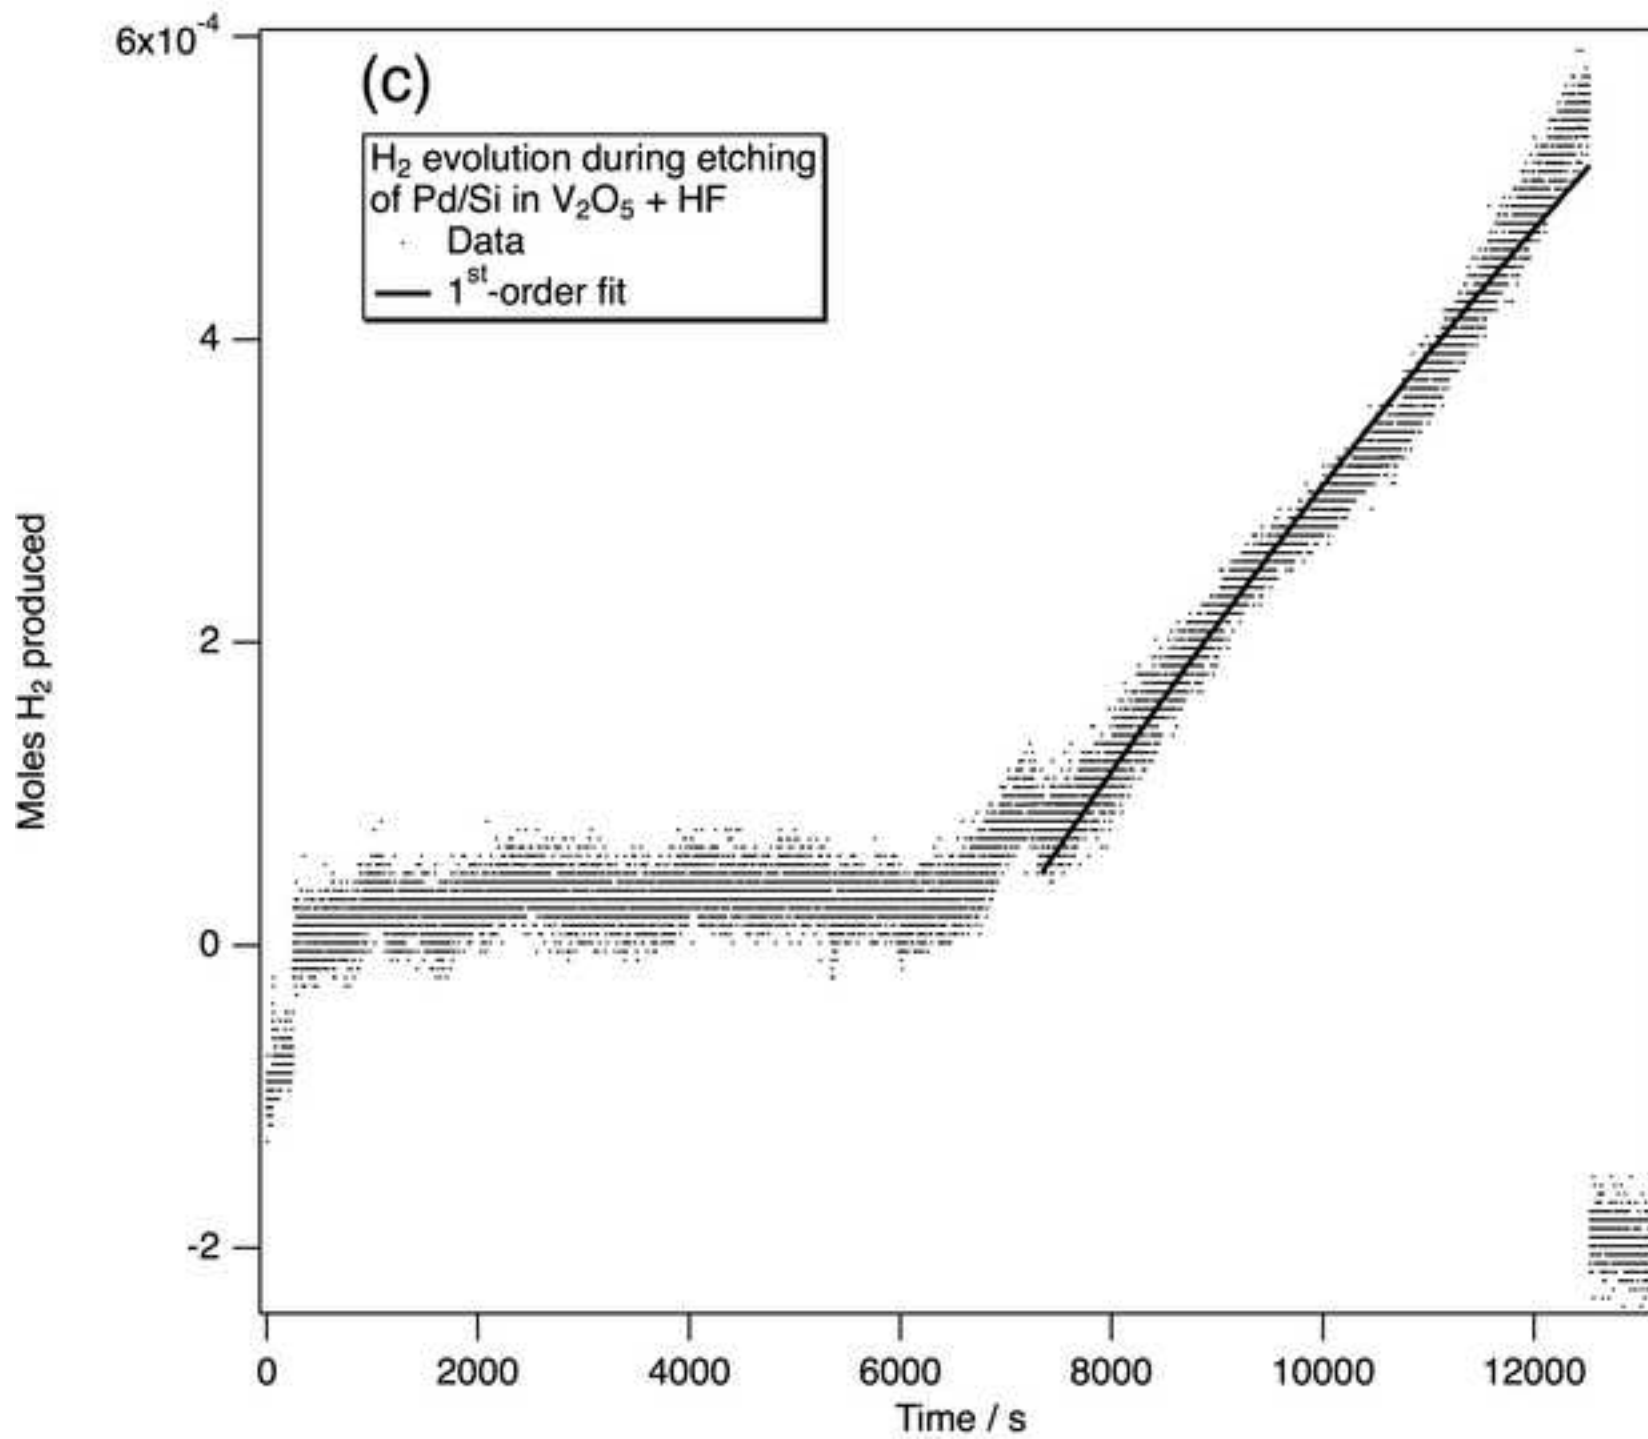 6x10⁻⁴
(c)
H₂ evolution during etching
of Pd/Si in V₂O₅ + HF
Data
1ˢᵗ-order fit
4
2
0
-2
Moles H₂ produced
0 2000 4000 6000 8000 10000 12000
Time / s